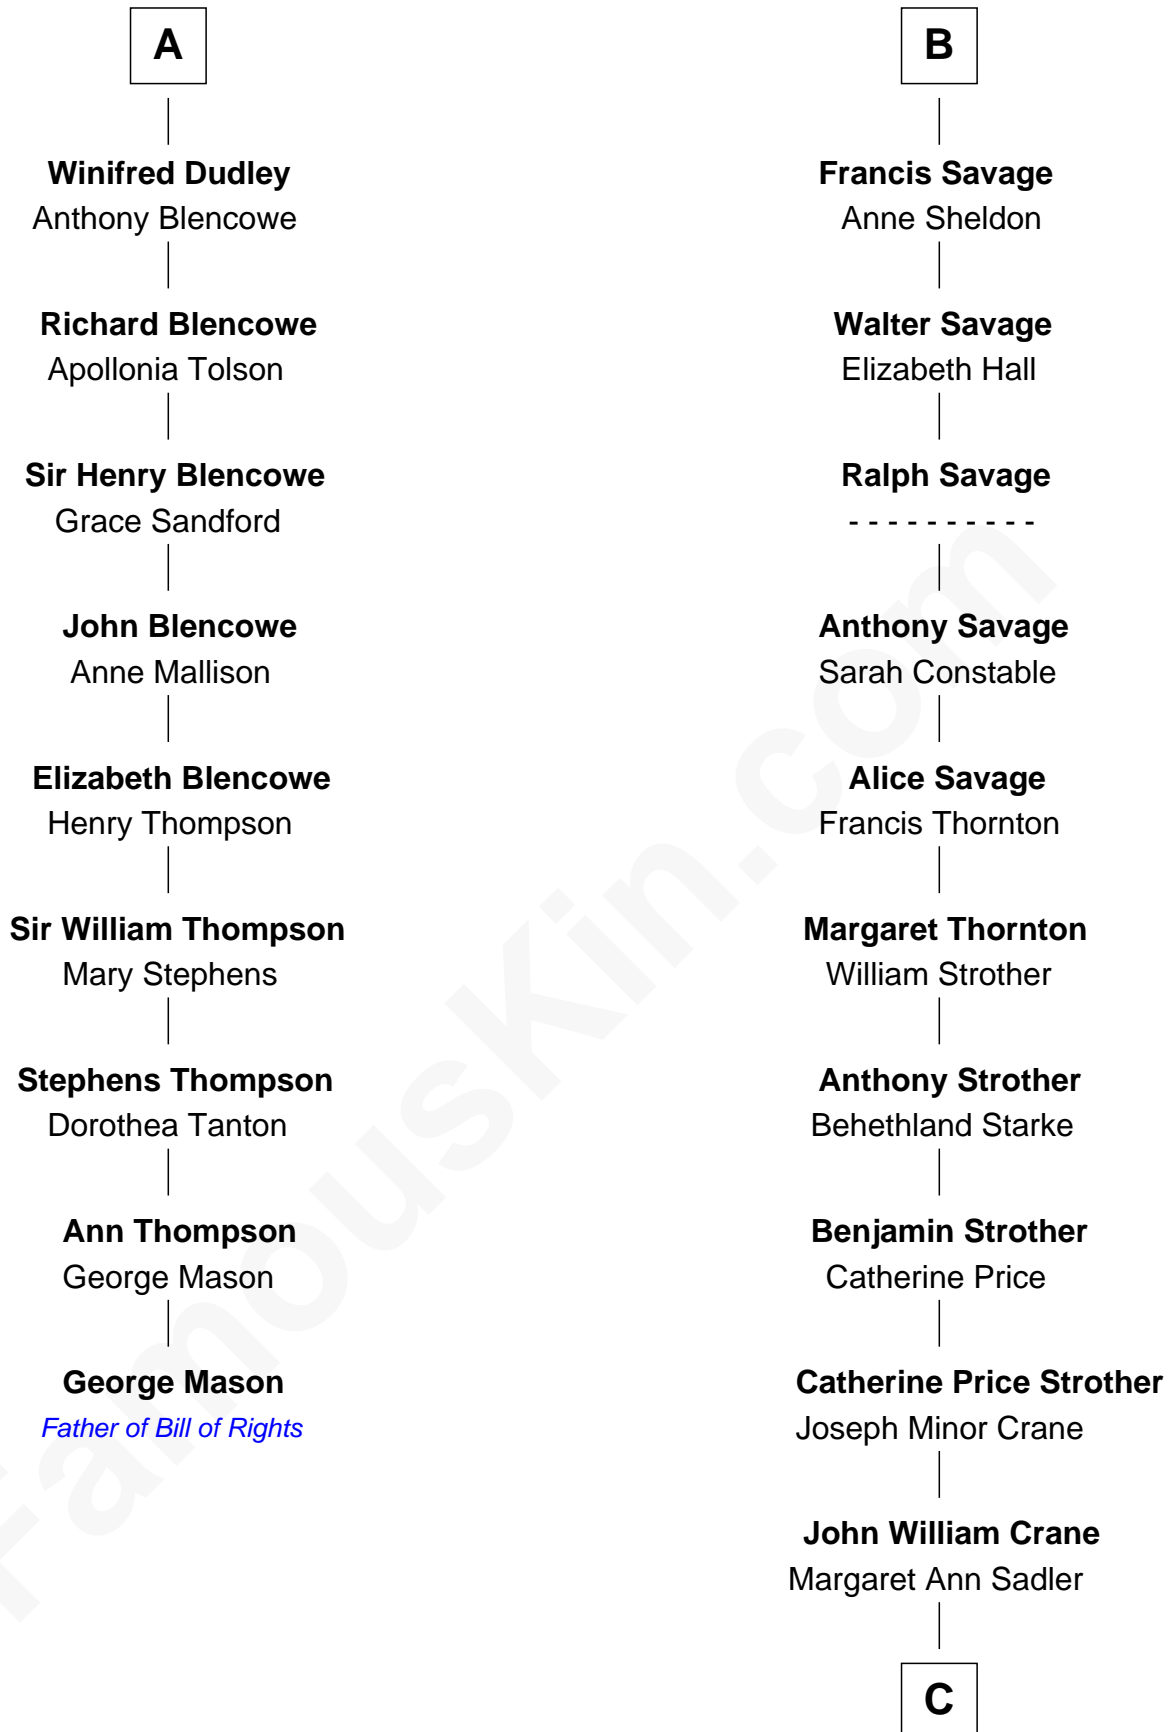 A
Winifred Dudley
Anthony Blencowe
Richard Blencowe
Apollonia Tolson
Sir Henry Blencowe
Grace Sandford
John Blencowe
Anne Mallison
Elizabeth Blencowe
Henry Thompson
Sir William Thompson
Mary Stephens
Stephens Thompson
Dorothea Tanton
Ann Thompson
George Mason
George Mason
Father of Bill of Rights
B
Francis Savage
Anne Sheldon
Walter Savage
Elizabeth Hall
Ralph Savage
- - - - - - - - - -
Anthony Savage
Sarah Constable
Alice Savage
Francis Thornton
Margaret Thornton
William Strother
Anthony Strother
Behethland Starke
Benjamin Strother
Catherine Price
Catherine Price Strother
Joseph Minor Crane
John William Crane
Margaret Ann Sadler
C
FamousKin.com